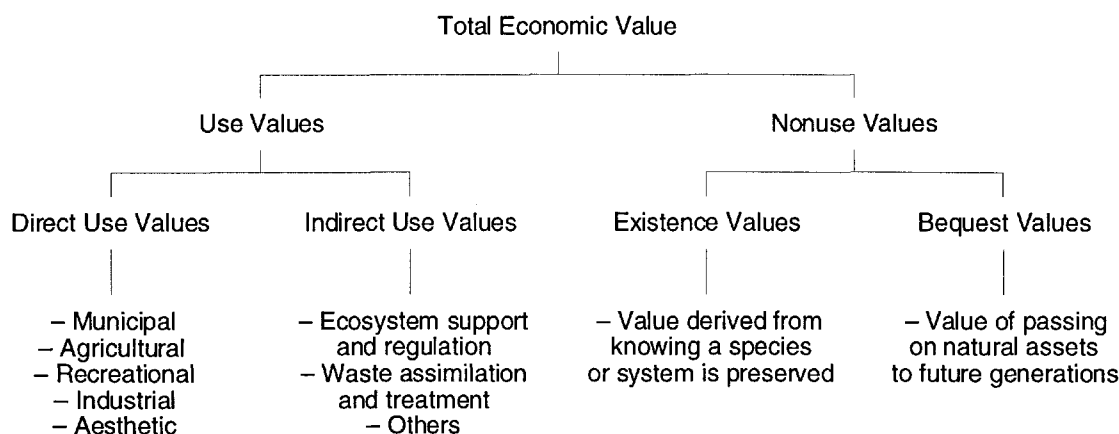 Total Economic Value
Use Values
Nonuse Values
Direct Use Values
Indirect Use Values
Existence Values
Bequest Values
– Municipal
– Agricultural
– Recreational
– Industrial
– Aesthetic
– Ecosystem support
and regulation
– Waste assimilation
and treatment
– Others
– Value derived from
knowing a species
or system is preserved
– Value of passing
on natural assets
to future generations